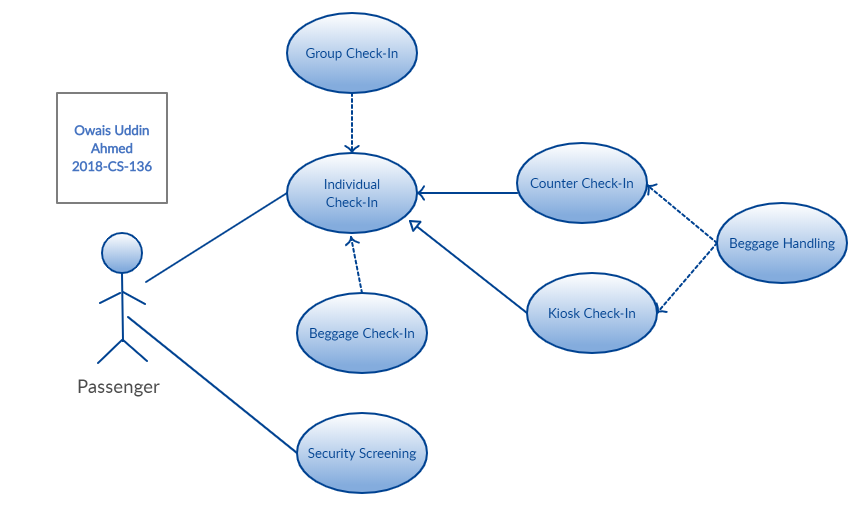 Group Check-In
Owais Uddin
Ahmed
2018-CS-136
Individual
Check-In
Counter Check-In
Beggage Handling
Kiosk Check-In
Beggage Check-In
Passenger
Security Screening